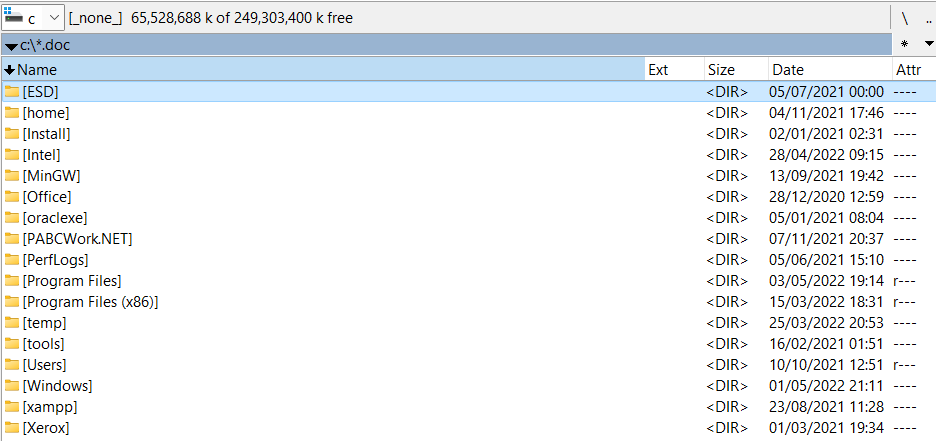 c [_none_] 65,528,688 k of 249,303,400 k free \ ..
c:\*.doc * 
Name Ext Size Date Attr
[ESD] <DIR> 05/07/2021 00:00 ----
[home] <DIR> 04/11/2021 17:46 ----
[Install] <DIR> 02/01/2021 02:31 ----
[Intel] <DIR> 28/04/2022 09:15 ----
[MinGW] <DIR> 13/09/2021 19:42 ----
[Office] <DIR> 28/12/2020 12:59 ----
[oraclexe] <DIR> 05/01/2021 08:04 ----
[PABCWork.NET] <DIR> 07/11/2021 20:37 ----
[PerfLogs] <DIR> 05/06/2021 15:10 ----
[Program Files] <DIR> 03/05/2022 19:14 r---
[Program Files (x86)] <DIR> 15/03/2022 18:31 r---
[temp] <DIR> 25/03/2022 20:53 ----
[tools] <DIR> 16/02/2021 01:51 ----
[Users] <DIR> 10/10/2021 12:51 r---
[Windows] <DIR> 01/05/2022 21:11 ----
[xampp] <DIR> 23/08/2021 11:28 ----
[Xerox] <DIR> 01/03/2021 19:34 ----